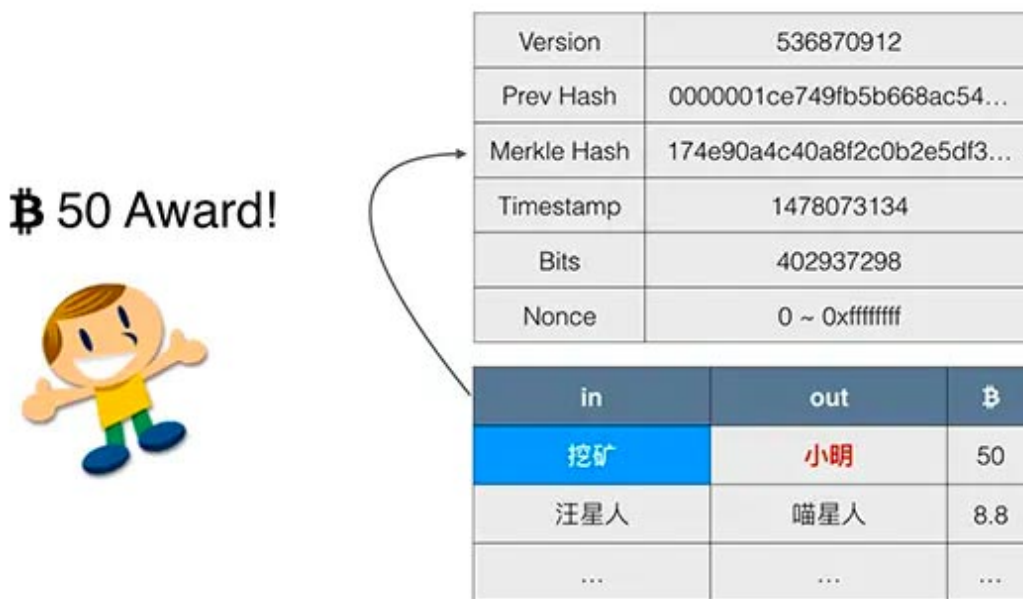 Version 536870912
Prev Hash 0000001ce749fb5b668ac54...
Merkle Hash 174e90a4c40a8f2c0b2e5df3...
฿ 50 Award!
Timestamp 1478073134
Bits 402937298
Nonce 0 ~ 0xffffffff
in out ฿
挖矿 小明 50
汪星人 喵星人 8.8
... ... ...